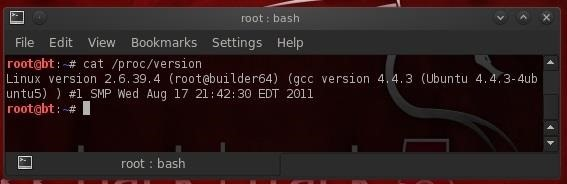 root : bash
File Edit View Bookmarks Settings Help
root@bt:~# cat /proc/version
Linux version 2.6.39.4 (root@builder64) (gcc version 4.4.3 (Ubuntu 4.4.3-4ub
untu5) ) #1 SMP Wed Aug 17 21:42:30 EDT 2011
root@bt:~#
root : bash